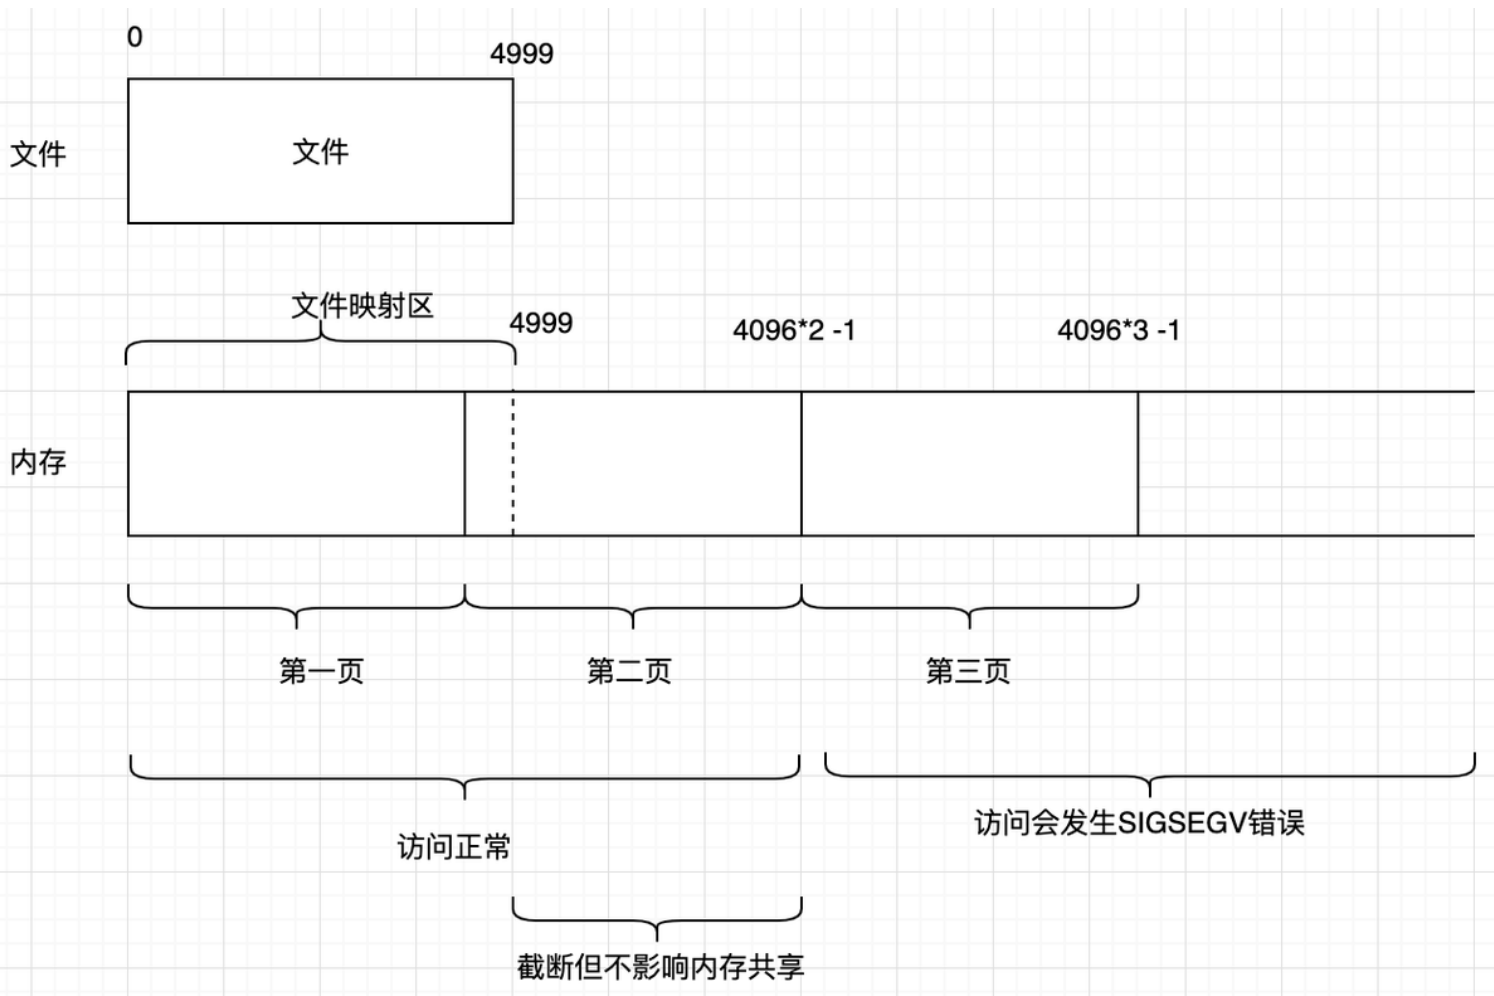 0
4999
文件
文件
文件映射区
4999
4096*2 -1
4096*3 -1
内存
第一页
第二页
第三页
访问正常
访问会发生SIGSEGV错误
截断但不影响内存共享